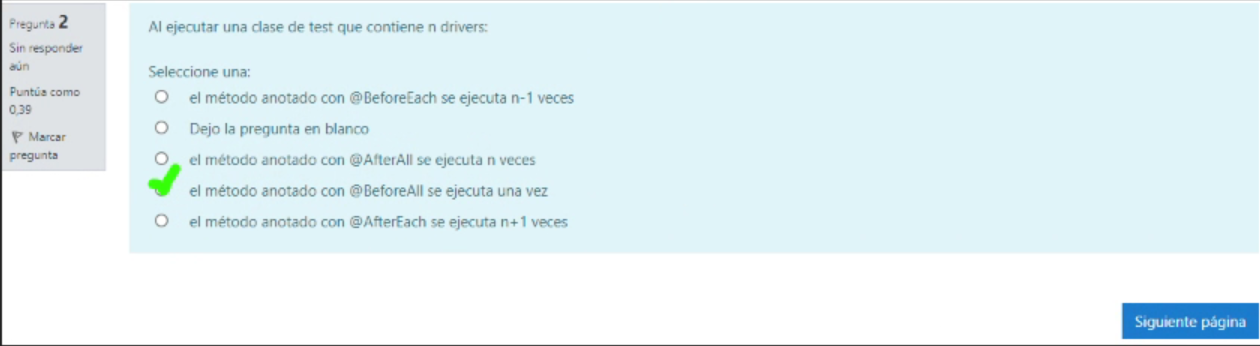 Pregunta 2
Sin responder
aún
Puntúa como
0,39
Marcar
pregunta
Al ejecutar una clase de test que contiene n drivers:
Seleccione una:
el método anotado con @BeforeEach se ejecuta n-1 veces
Dejo la pregunta en blanco
el método anotado con @AfterAll se ejecuta n veces
el método anotado con @BeforeAll se ejecuta una vez
el método anotado con @AfterEach se ejecuta n+1 veces
Siguiente página